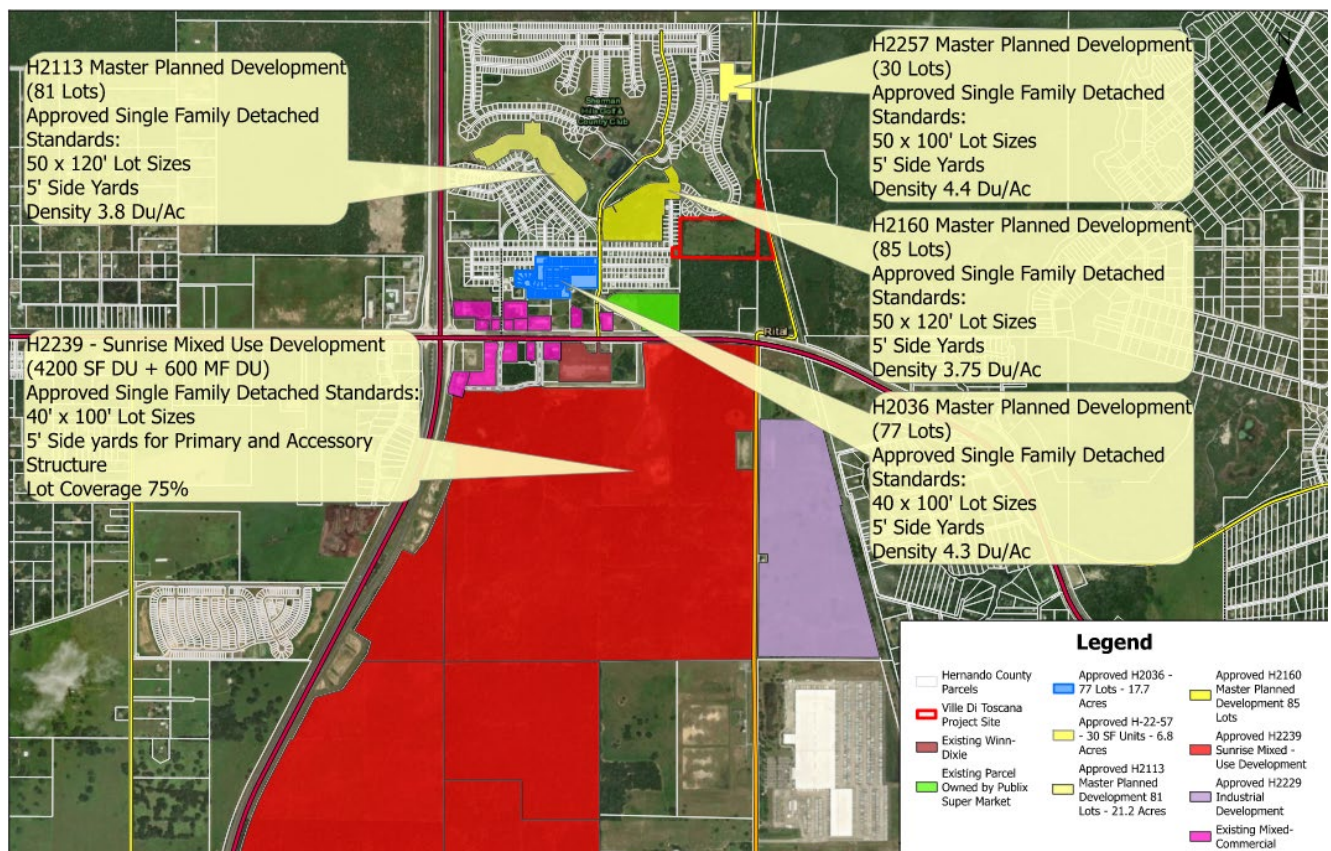 H2113 Master Planned Development
(81 Lots)
Approved Single Family Detached
Standards:
50 x 120' Lot Sizes
5' Side Yards
Density 3.8 Du/Ac
H2257 Master Planned Development
(30 Lots)
Approved Single Family Detached
Standards:
50 x 100' Lot Sizes
5' Side Yards
Density 4.4 Du/Ac
Sherman
Hills Golf &
Country Club
H2160 Master Planned Development
(85 Lots)
Approved Single Family Detached
Standards:
50 x 120' Lot Sizes
5' Side Yards
Density 3.75 Du/Ac
Rital
H2239 - Sunrise Mixed Use Development
(4200 SF DU + 600 MF DU)
Approved Single Family Detached Standards:
40' x 100' Lot Sizes
5' Side yards for Primary and Accessory
Structure
Lot Coverage 75%
H2036 Master Planned Development
(77 Lots)
Approved Single Family Detached
Standards:
40 x 100' Lot Sizes
5' Side Yards
Density 4.3 Du/Ac
Legend
Hernando County
Parcels
Ville Di Toscana
Project Site
Existing Winn-
Dixie
Existing Parcel
Owned by Publix
Super Market
Approved H2036 -
77 Lots - 17.7
Acres
Approved H-22-57
- 30 SF Units - 6.8
Acres
Approved H2113
Master Planned
Development 81
Lots - 21.2 Acres
Approved H2160
Master Planned
Development 85
Lots
Approved H2239
Sunrise Mixed -
Use Development
Approved H2229
Industrial
Development
Existing Mixed-
Commercial